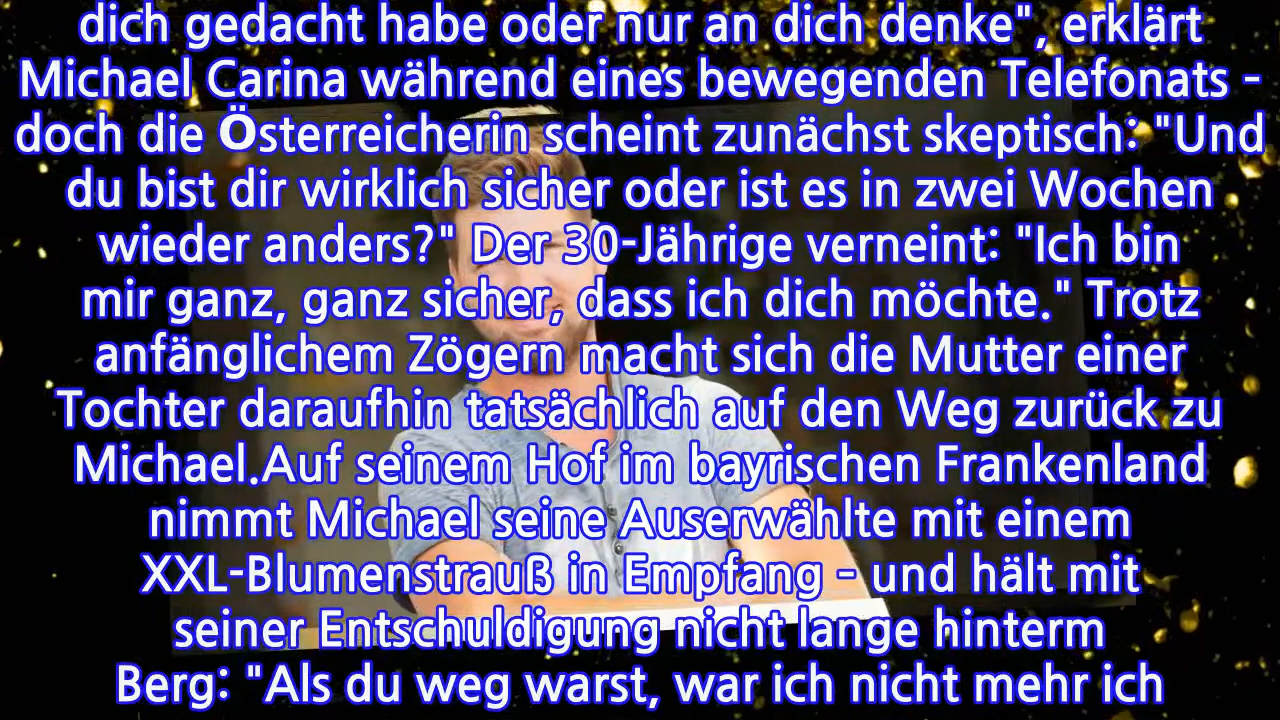 dich gedacht habe oder nur an dich denke", erklärt
Michael Carina während eines bewegenden Telefonats -
doch die Österreicherin scheint zunächst skeptisch: "Und
du bist dir wirklich sicher oder ist es in zwei Wochen
wieder anders?" Der 30-Jährige verneint: "Ich bin
mir ganz, ganz sicher, dass ich dich möchte." Trotz
anfänglichem Zögern macht sich die Mutter einer
Tochter daraufhin tatsächlich auf den Weg zurück zu
Michael.Auf seinem Hof im bayrischen Frankenland
nimmt Michael seine Auserwählte mit einem
XXL-Blumenstrauß in Empfang - und hält mit
seiner Entschuldigung nicht lange hinterm
Berg: "Als du weg warst, war ich nicht mehr ich